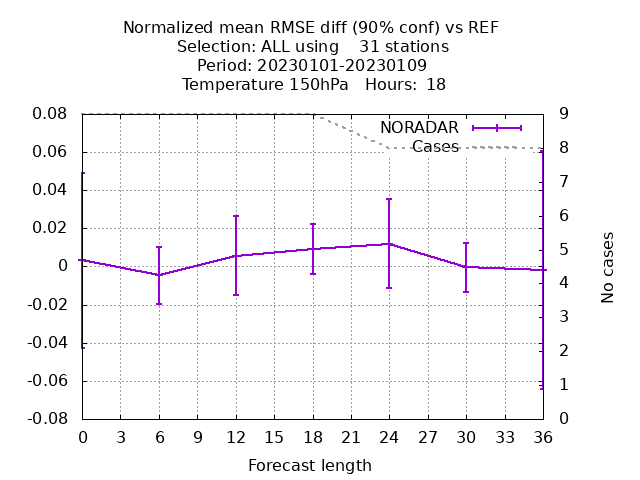 Normalized mean RMSE diff (90% conf) vs REF
Selection: ALL using    31 stations
Period: 20230101-20230109
Temperature 150hPa   Hours:  18
NORADAR
Cases
0.08
0.06
0.04
0.02
0
-0.02
-0.04
-0.06
-0.08
9
8
7
6
5
4
3
2
1
0
No cases
0 3 6 9 12 15 18 21 24 27 30 33 36
Forecast length